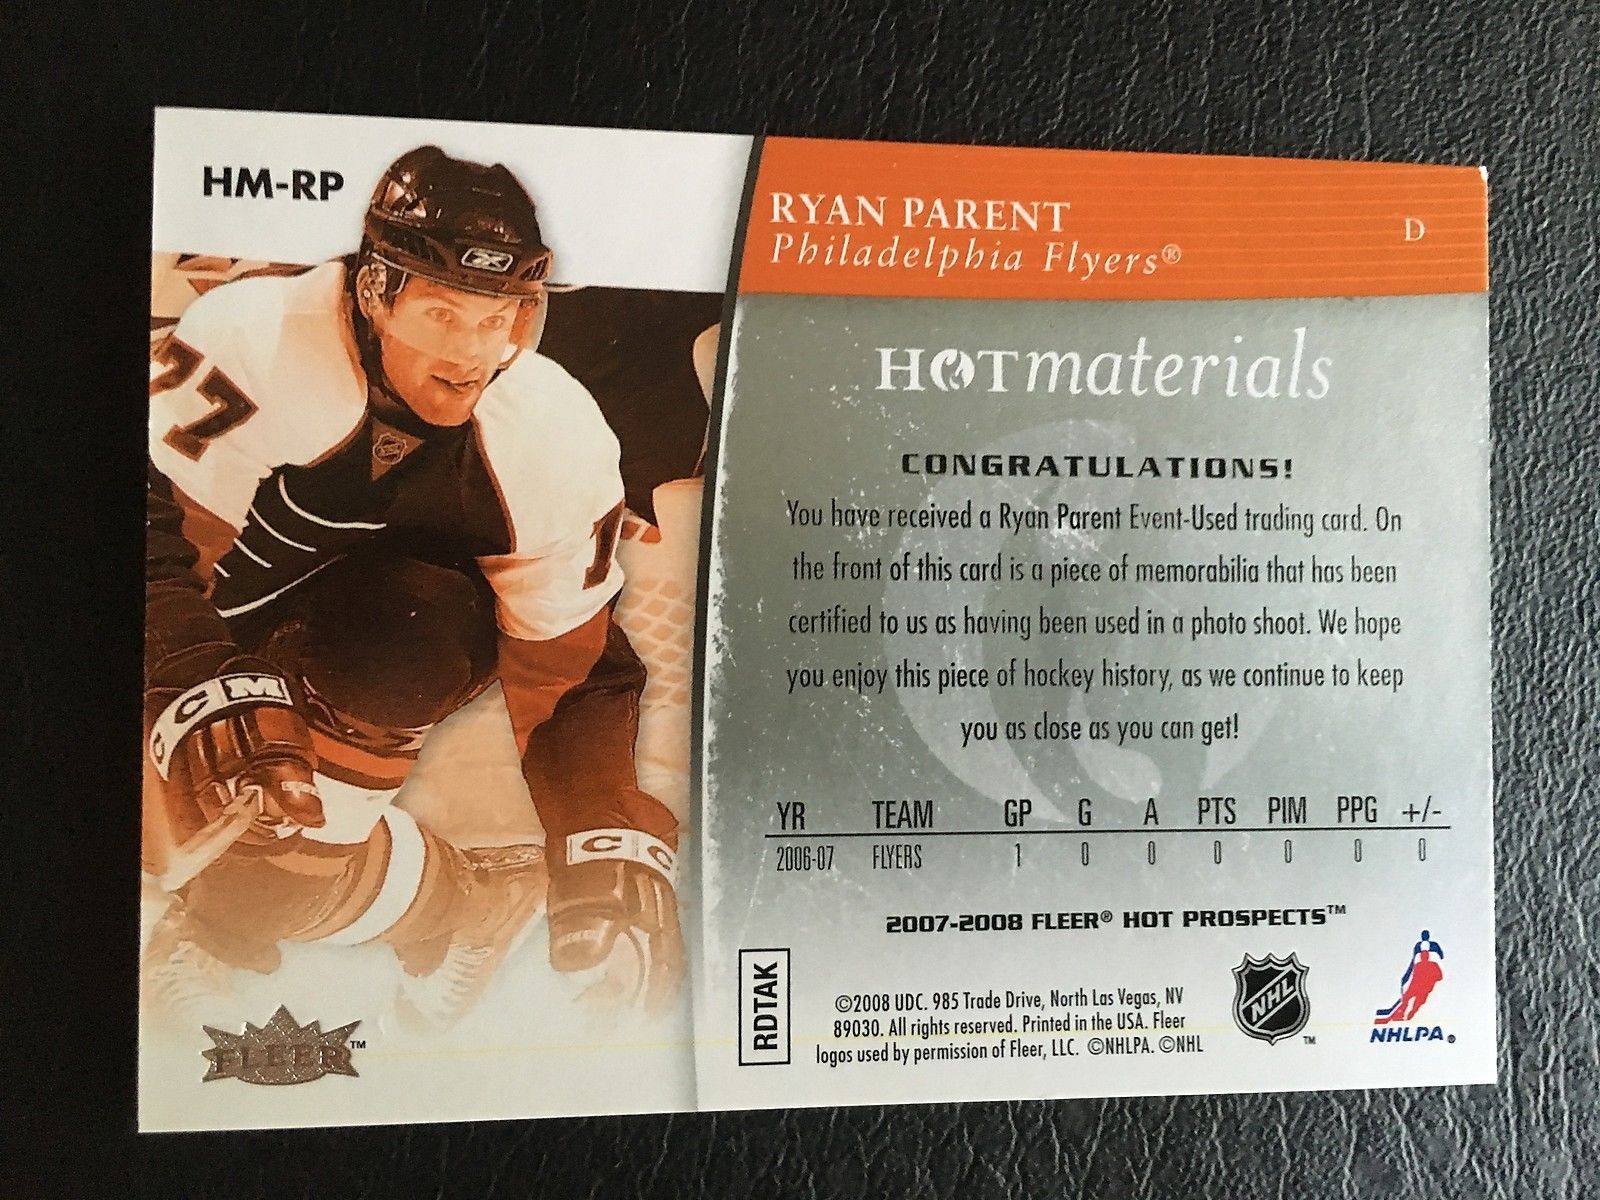 HM-RP
RYAN PARENT
Philadelphia Flyers®
D
HOTmaterials
CONGRATULATIONS!
You have received a Ryan Parent Event-Used trading card. On
the front of this card is a piece of memorabilia that has been
certified to us as having been used in a photo shoot. We hope
you enjoy this piece of hockey history, as we continue to keep
you as close as you can get!
YR TEAM GP G A PTS PIM PPG +/-
2006-07 FLYERS 1 0 0 0 0 0 0
2007-2008 FLEER® HOT PROSPECTS™
RDTAK
©2008 UDC. 985 Trade Drive, North Las Vegas, NV
89030. All rights reserved. Printed in the USA. Fleer
logos used by permission of Fleer, LLC. ©NHLPA. ©NHL
NHL™
NHLPA®
FLEER™
77
1
CCM
CC